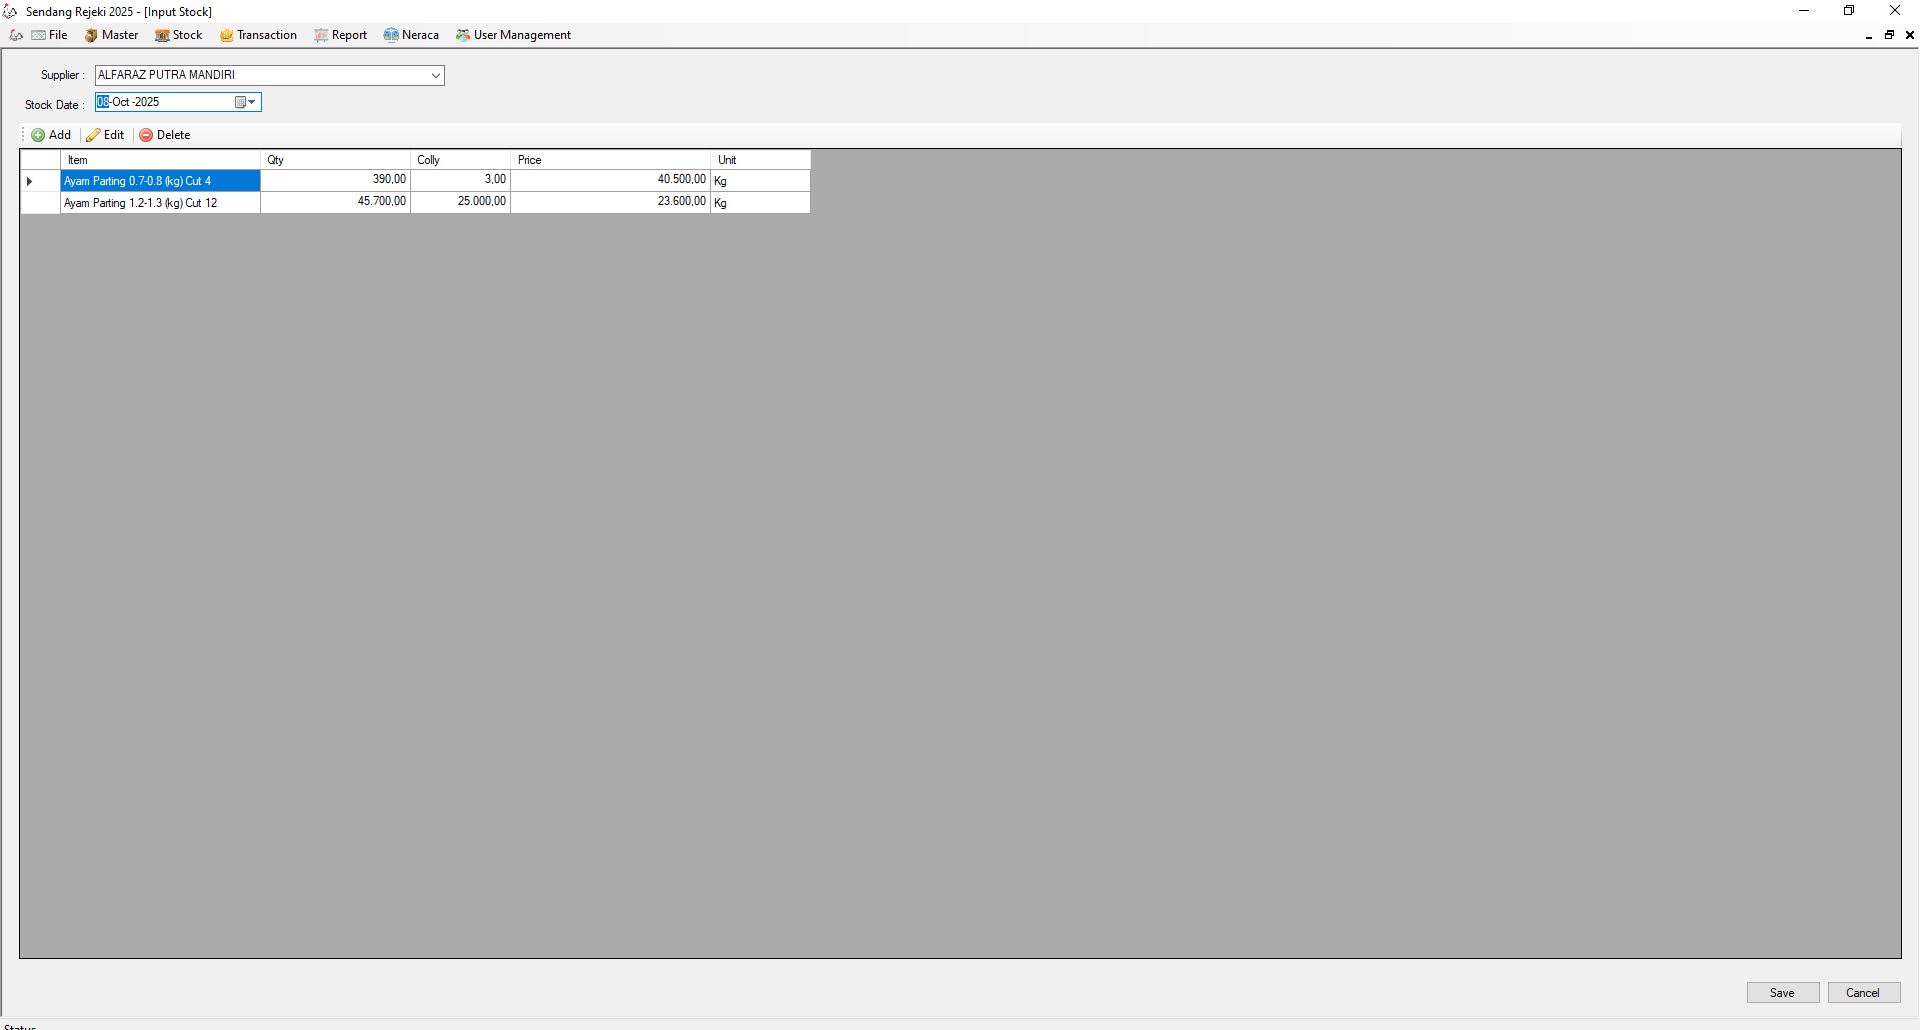 Sendang Rejeki 2025 - [Input Stock]
File Master Stock Transaction Report Neraca User Management
Supplier : ALFARAZ PUTRA MANDIRI
Stock Date : 08-Oct -2025
Add Edit Delete
Item Qty Colly Price Unit
Ayam Parting 0.7-0.8 (kg) Cut 4 390,00 3,00 40.500,00 Kg
Ayam Parting 1.2-1.3 (kg) Cut 12 45.700,00 25.000,00 23.600,00 Kg
Save Cancel
Status